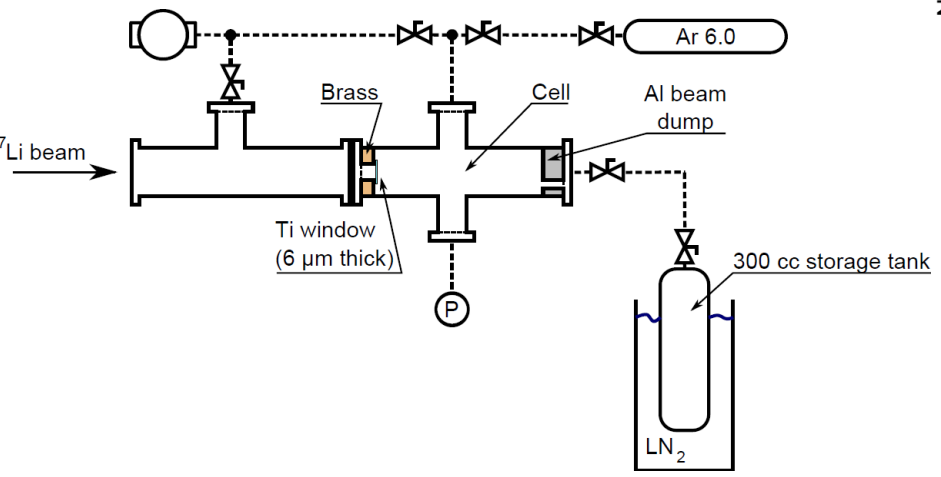 Ar 6.0
Brass
Cell
Al beam
dump
⁷Li beam
Ti window
(6 μm thick)
P
300 cc storage tank
LN₂